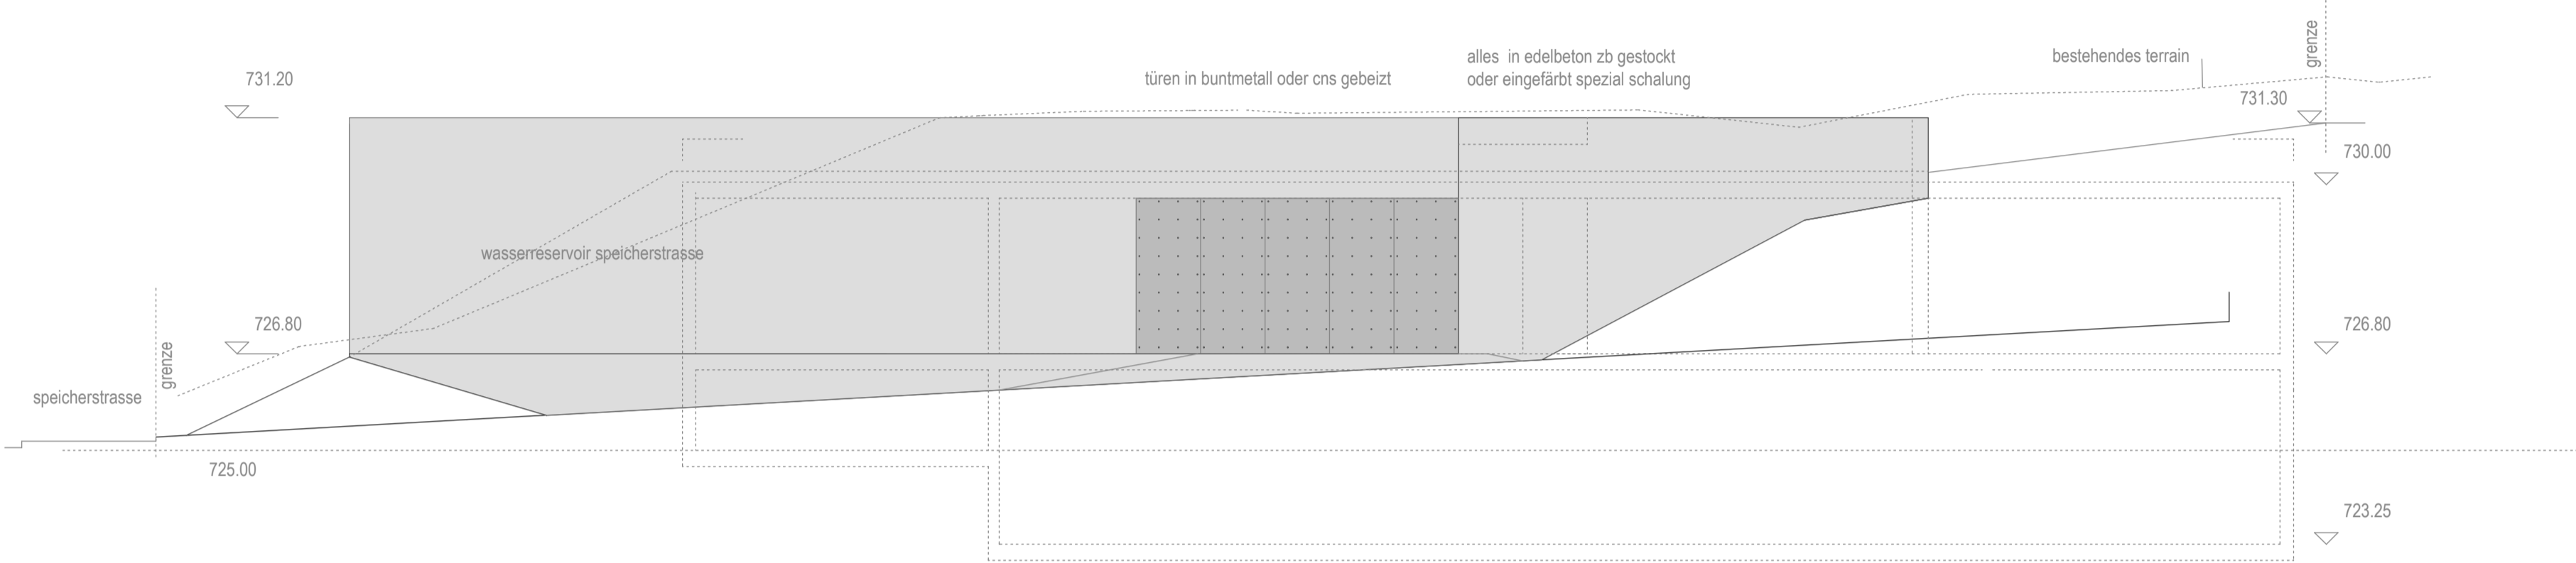 731.20
türen in buntmetall oder cns gebeizt
alles in edelbeton zb gestockt
oder eingefärbt spezial schalung
bestehendes terrain
grenze
731.30
730.00
wasserreservoir speicherstrasse
726.80
726.80
grenze
speicherstrasse
725.00
723.25